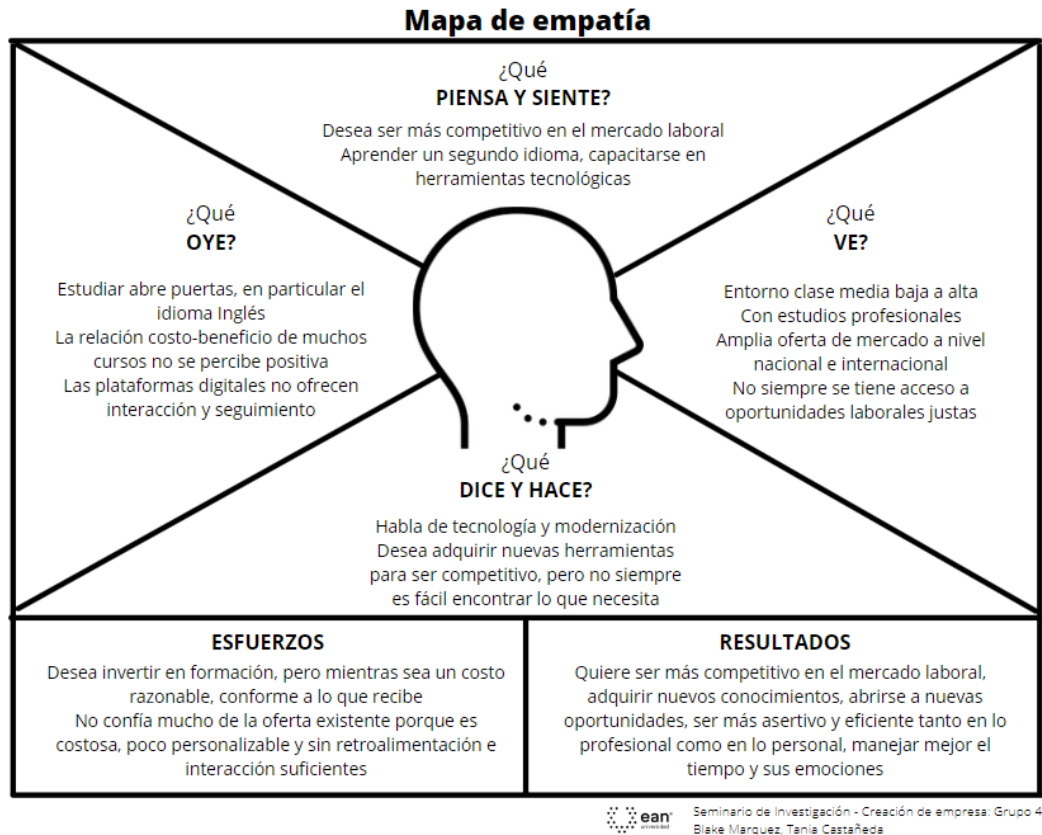 Mapa de empatía
¿Qué
PIENSA Y SIENTE?
Desea ser más competitivo en el mercado laboral
Aprender un segundo idioma, capacitarse en
herramientas tecnológicas
¿Qué
OYE?
Estudiar abre puertas, en particular el
idioma Inglés
La relación costo-beneficio de muchos
cursos no se percibe positiva
Las plataformas digitales no ofrecen
interacción y seguimiento
¿Qué
VE?
Entorno clase media baja a alta
Con estudios profesionales
Amplia oferta de mercado a nivel
nacional e internacional
No siempre se tiene acceso a
oportunidades laborales justas
¿Qué
DICE Y HACE?
Habla de tecnología y modernización
Desea adquirir nuevas herramientas
para ser competitivo, pero no siempre
es fácil encontrar lo que necesita
ESFUERZOS
Desea invertir en formación, pero mientras sea un costo
razonable, conforme a lo que recibe
No confía mucho de la oferta existente porque es
costosa, poco personalizable y sin retroalimentación e
interacción suficientes
RESULTADOS
Quiere ser más competitivo en el mercado laboral,
adquirir nuevos conocimientos, abrirse a nuevas
oportunidades, ser más asertivo y eficiente tanto en lo
profesional como en lo personal, manejar mejor el
tiempo y sus emociones
ean
universidad
Seminario de Investigación - Creación de empresa: Grupo 4
Blake Marquez, Tania Castañeda